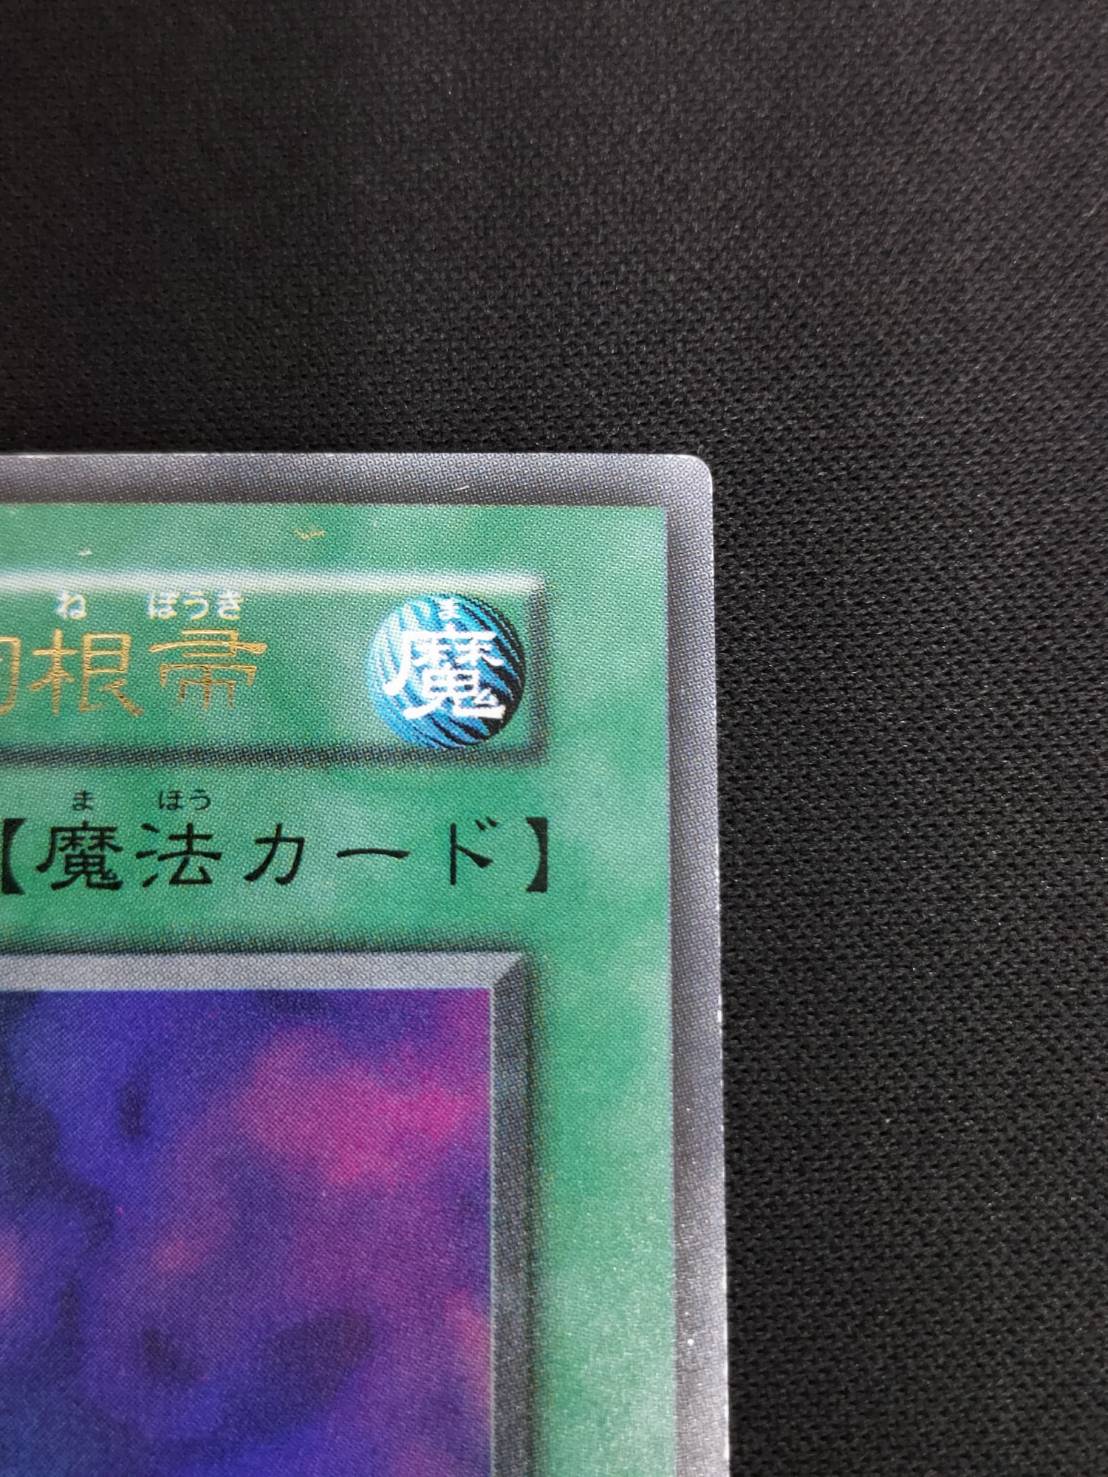 ね ぼうき
根帚
ま
魔
ま ほう
【魔法カード】